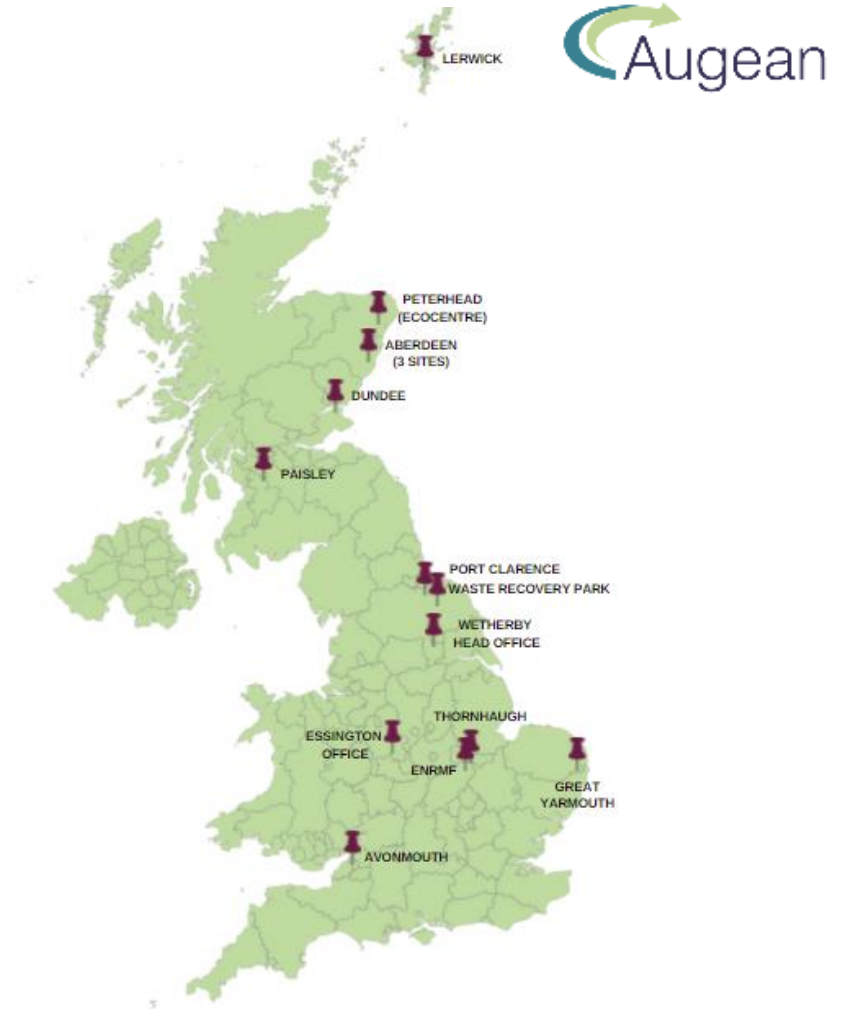 Augean
LERWICK
PETERHEAD
(ECOCENTRE)
ABERDEEN
(3 SITES)
DUNDEE
PAISLEY
PORT CLARENCE
WASTE RECOVERY PARK
WETHERBY
HEAD OFFICE
THORNHAUGH
ESSINGTON
OFFICE
ENRMF
GREAT
YARMOUTH
AVONMOUTH